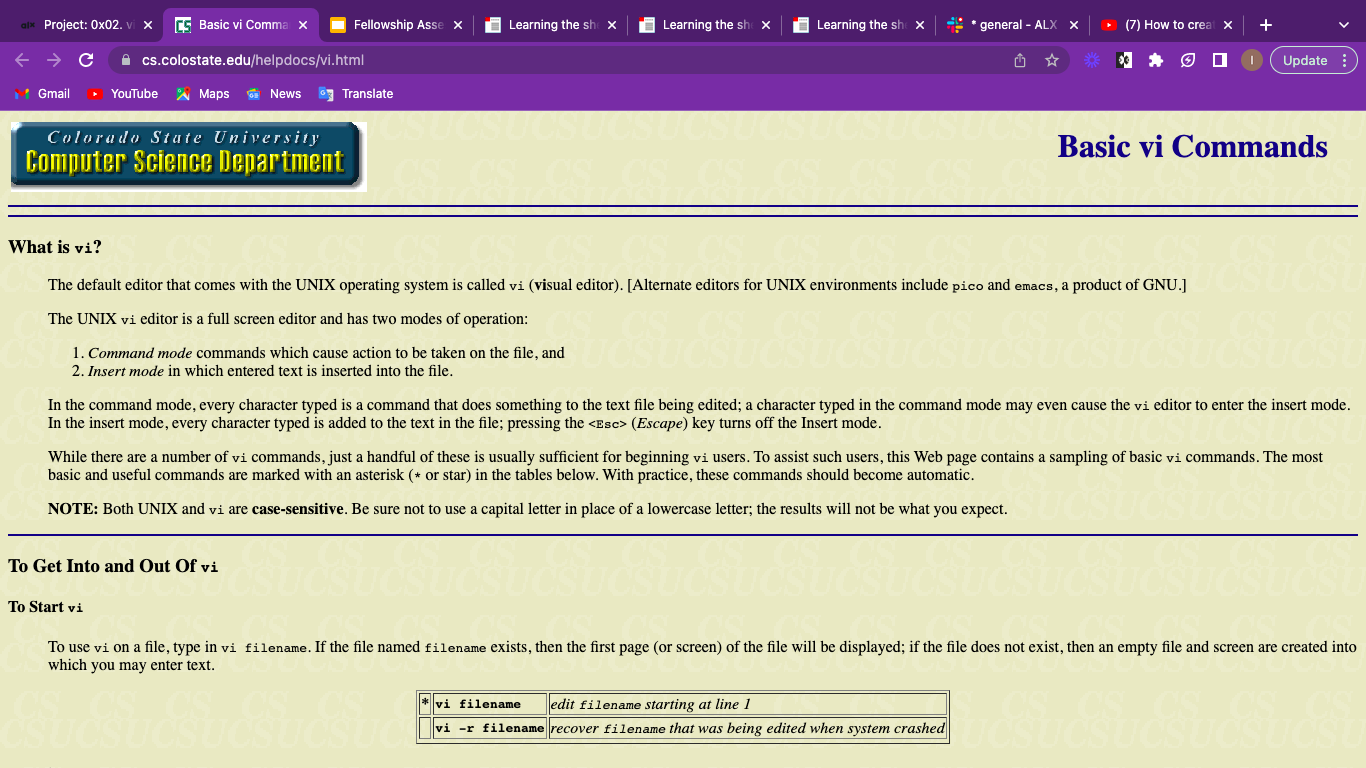 Project: 0x02. vi
Basic vi Comma
Fellowship Asse
Learning the sh
Learning the sh
Learning the sh
* general - ALX
(7) How to crea
cs.colostate.edu/helpdocs/vi.html
I
Update
Gmail
YouTube
Maps
News
Translate
Colorado State University
Computer Science Department
Basic vi Commands
What is vi?
The default editor that comes with the UNIX operating system is called vi (visual editor). [Alternate editors for UNIX environments include pico and emacs, a product of GNU.]
The UNIX vi editor is a full screen editor and has two modes of operation:
1. Command mode commands which cause action to be taken on the file, and
2. Insert mode in which entered text is inserted into the file.
In the command mode, every character typed is a command that does something to the text file being edited; a character typed in the command mode may even cause the vi editor to enter the insert mode.
In the insert mode, every character typed is added to the text in the file; pressing the <Esc> (Escape) key turns off the Insert mode.
While there are a number of vi commands, just a handful of these is usually sufficient for beginning vi users. To assist such users, this Web page contains a sampling of basic vi commands. The most
basic and useful commands are marked with an asterisk (* or star) in the tables below. With practice, these commands should become automatic.
NOTE: Both UNIX and vi are case-sensitive. Be sure not to use a capital letter in place of a lowercase letter; the results will not be what you expect.
To Get Into and Out Of vi
To Start vi
To use vi on a file, type in vi filename. If the file named filename exists, then the first page (or screen) of the file will be displayed; if the file does not exist, then an empty file and screen are created into
which you may enter text.
* vi filename edit filename starting at line 1
vi -r filename recover filename that was being edited when system crashed